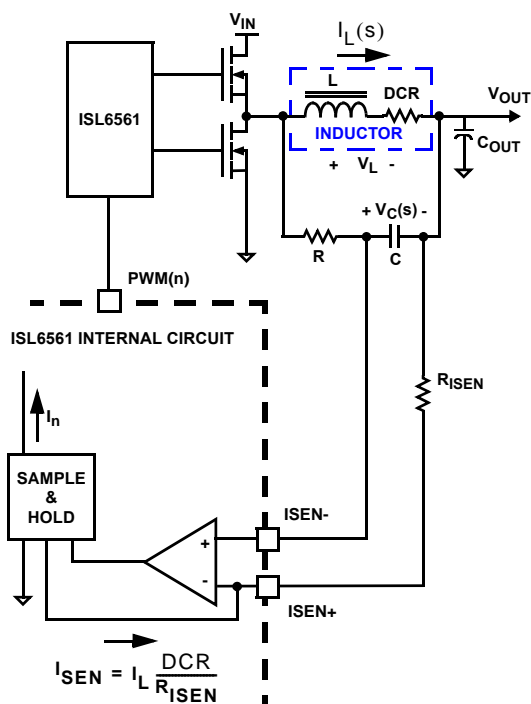 V_IN
I_L(s)
L
DCR
V_OUT
ISL6561
INDUCTOR
C_OUT
+ V_L -
+ V_C(s) -
R
C
PWM(n)
ISL6561 INTERNAL CIRCUIT
R_ISEN
I_n
SAMPLE
&
HOLD
ISEN-
+
-
ISEN+
I_SEN = I_L DCR / R_ISEN